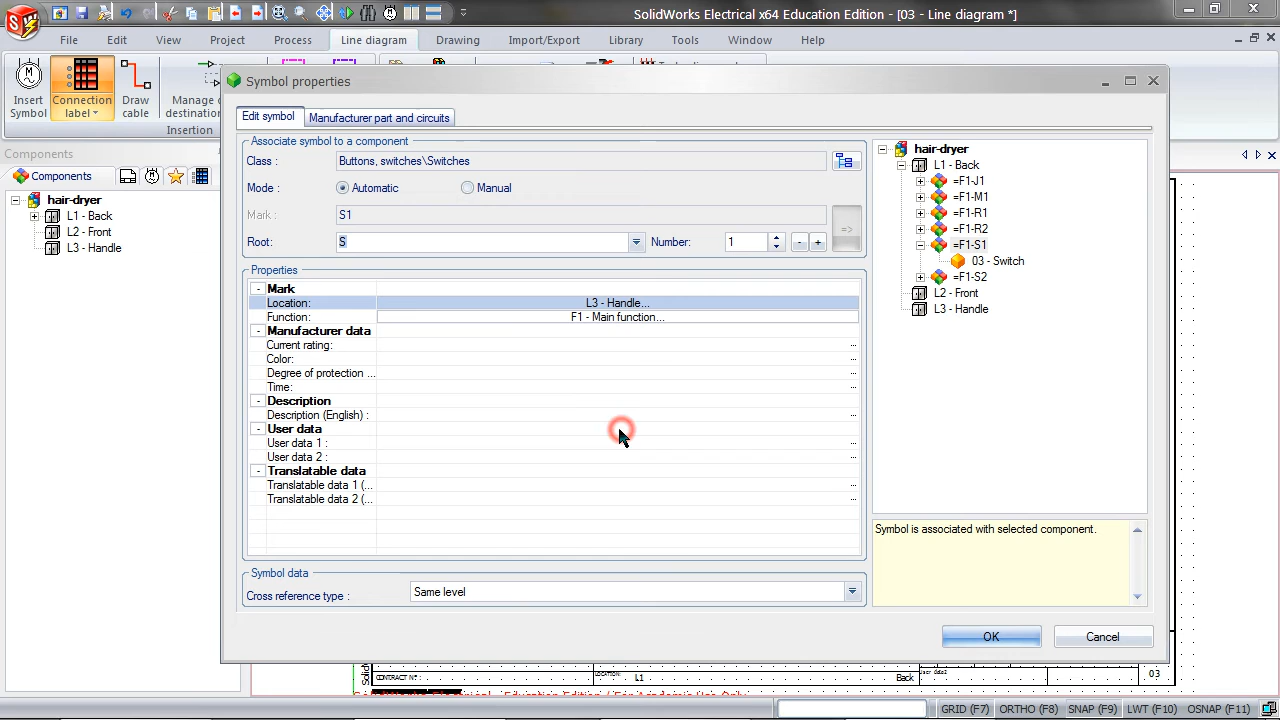 SolidWorks Electrical x64 Education Edition - [03 - Line diagram *]
File Edit View Project Process Line diagram Drawing Import/Export Library Tools Modify Window Help
Insert Symbol
Connection label
Draw cable
Manage
destination
Insertion
Components
Components
hair-dryer
L1 - Back
L2 - Front
L3 - Handle
Symbol properties
Edit symbol
Manufacturer part and circuits
Associate symbol to a component
Class : Buttons, switches\Switches
Mode : Automatic Manual
Mark : S1
=>
Root: S Number: 1 - +
Properties
Mark
Location: L3 - Handle...
Function: F1 - Main function...
Manufacturer data
Current rating: ...
Color: ...
Degree of protection ... ...
Time: ...
Description
Description (English) : ...
User data
User data 1 : ...
User data 2 : ...
Translatable data
Translatable data 1 (... ...
Translatable data 2 (... ...
Symbol data
Cross reference type : Same level
hair-dryer
L1 - Back
=F1-J1
=F1-M1
=F1-R1
=F1-R2
=F1-S1
03 - Switch
=F1-S2
L2 - Front
L3 - Handle
Symbol is associated with selected component.
OK Cancel
CONTRACT N°: LOCATION: L1 Back 03
GRID (F7) ORTHO (F8) SNAP (F9) LWT (F10) OSNAP (F11)